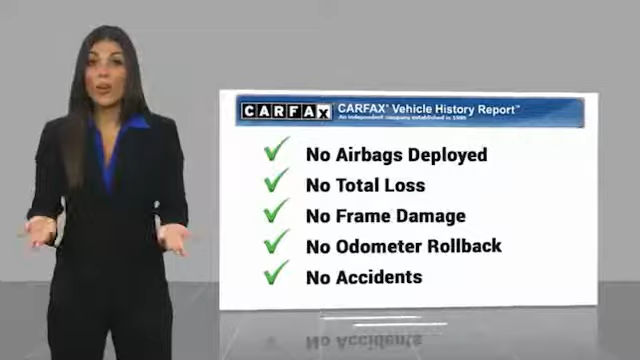 CARFAX CARFAX® Vehicle History Report™
An independent company established in 1986
No Airbags Deployed
No Total Loss
No Frame Damage
No Odometer Rollback
No Accidents